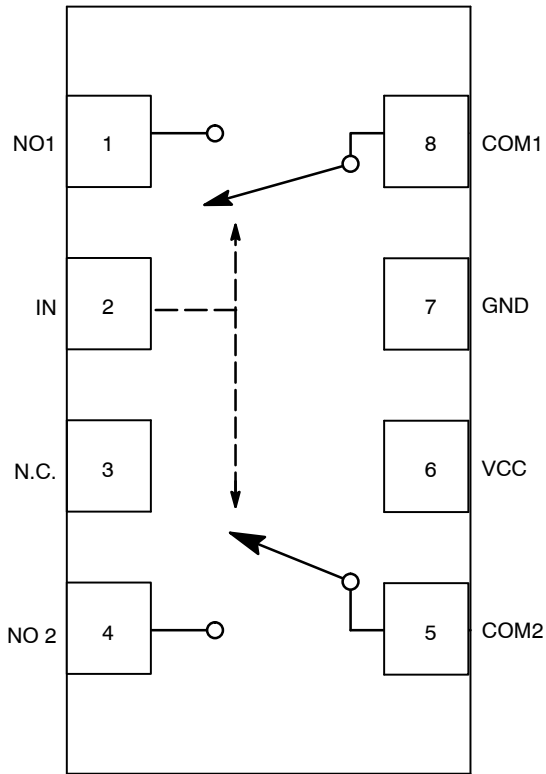 NO1 1 8 COM1
IN 2 7 GND
N.C. 3 6 VCC
NO 2 4 5 COM2